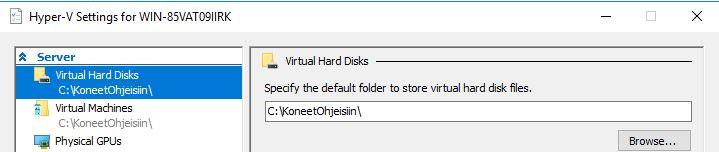 Hyper-V Settings for WIN-85VAT09IIRK
Server
Virtual Hard Disks
C:\KoneetOhjeisiin\
Virtual Machines
C:\KoneetOhjeisiin\
Physical GPUs
Virtual Hard Disks
Specify the default folder to store virtual hard disk files.
C:\KoneetOhjeisiin\
Browse...